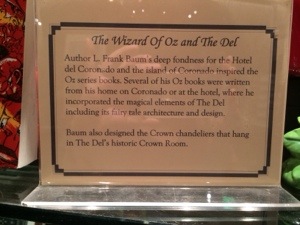 The Wizard Of Oz and The Del
Author L. Frank Baum's deep fondness for the Hotel
del Coronado and the island of Coronado inspired the
Oz series books. Several of his Oz books were written
from his home on Coronado or at the hotel, where he
incorporated the magical elements of The Del
including its fairy tale architecture and design.
Baum also designed the Crown chandeliers that hang
in The Del's historic Crown Room.